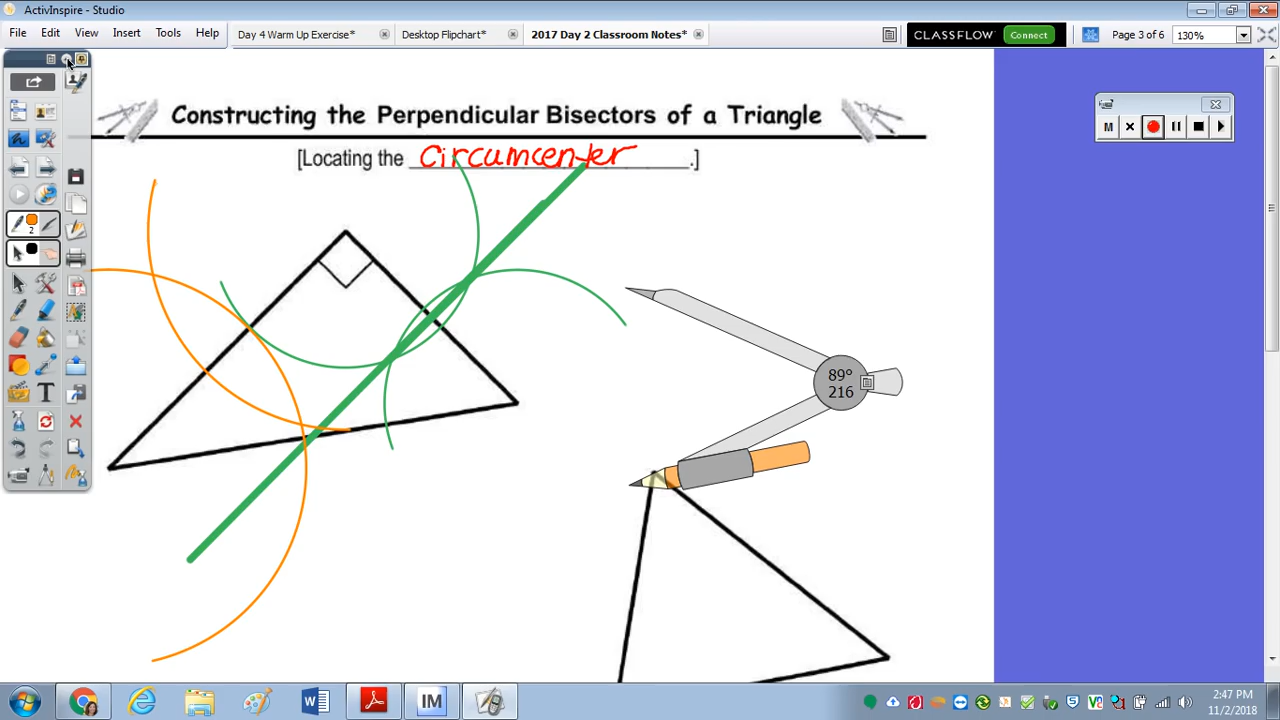 ActivInspire - Studio
File Edit View Insert Tools Help
Day 4 Warm Up Exercise* Desktop Flipchart* 2017 Day 2 Classroom Notes*
CLASSFLOW Connect
Page 3 of 6 130%
Constructing the Perpendicular Bisectors of a Triangle
[Locating the Circumcenter.]
2
T
M
89°
216
W
IM
2:47 PM
11/2/2018